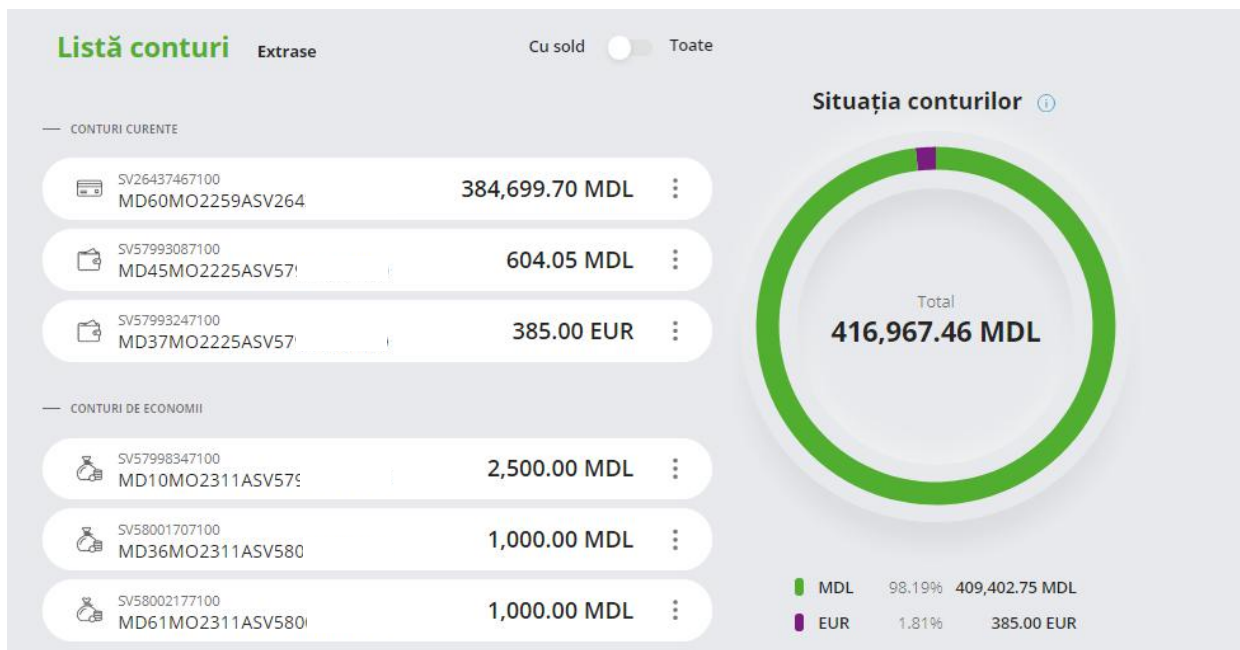 Listă conturi Extrase Cu sold Toate
CONTURI CURENTE
SV26437467100
MD60MO2259ASV264
384,699.70 MDL
SV57993087100
MD45MO2225ASV57
604.05 MDL
SV57993247100
MD37MO2225ASV57
385.00 EUR
CONTURI DE ECONOMII
SV57998347100
MD10MO2311ASV579
2,500.00 MDL
SV58001707100
MD36MO2311ASV580
1,000.00 MDL
SV58002177100
MD61MO2311ASV580
1,000.00 MDL
Situația conturilor
Total
416,967.46 MDL
MDL 98.19% 409,402.75 MDL
EUR 1.81% 385.00 EUR